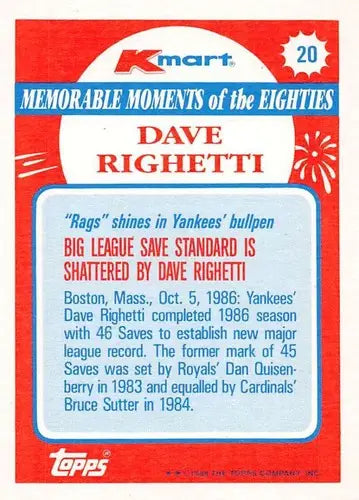 Kmart®
20
MEMORABLE MOMENTS of the EIGHTIES
DAVE
RIGHETTI
"Rags" shines in Yankees' bullpen
BIG LEAGUE SAVE STANDARD IS
SHATTERED BY DAVE RIGHETTI
Boston, Mass., Oct. 5, 1986: Yankees'
Dave Righetti completed 1986 season
with 46 Saves to establish new major
league record. The former mark of 45
Saves was set by Royals' Dan Quisen-
berry in 1983 and equalled by Cardinals'
Bruce Sutter in 1984.
TOPPS®
THE TOPPS COMPANY, INC.